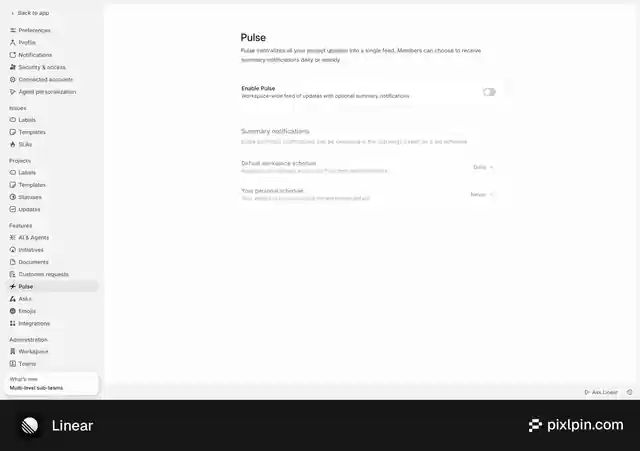 Back to app
Preferences
Profile
Notifications
Security & access
Connected accounts
Agent personalization
Issues
Labels
Templates
SLAs
Projects
Labels
Templates
Statuses
Updates
Features
AI & Agents
Initiatives
Documents
Customer requests
Pulse
Asks
Emojis
Integrations
Administration
Workspace
Teams
What's new
Multi-level sub-teams
Pulse
Pulse centralizes all your project updates into a single feed. Members can choose to receive
summary notifications daily or weekly
Enable Pulse
Workspace-wide feed of updates with optional summary notifications
Summary notifications
Default workspace schedule
Daily
Your personal schedule
Never
Ask Linear
Linear
pixlpin.com